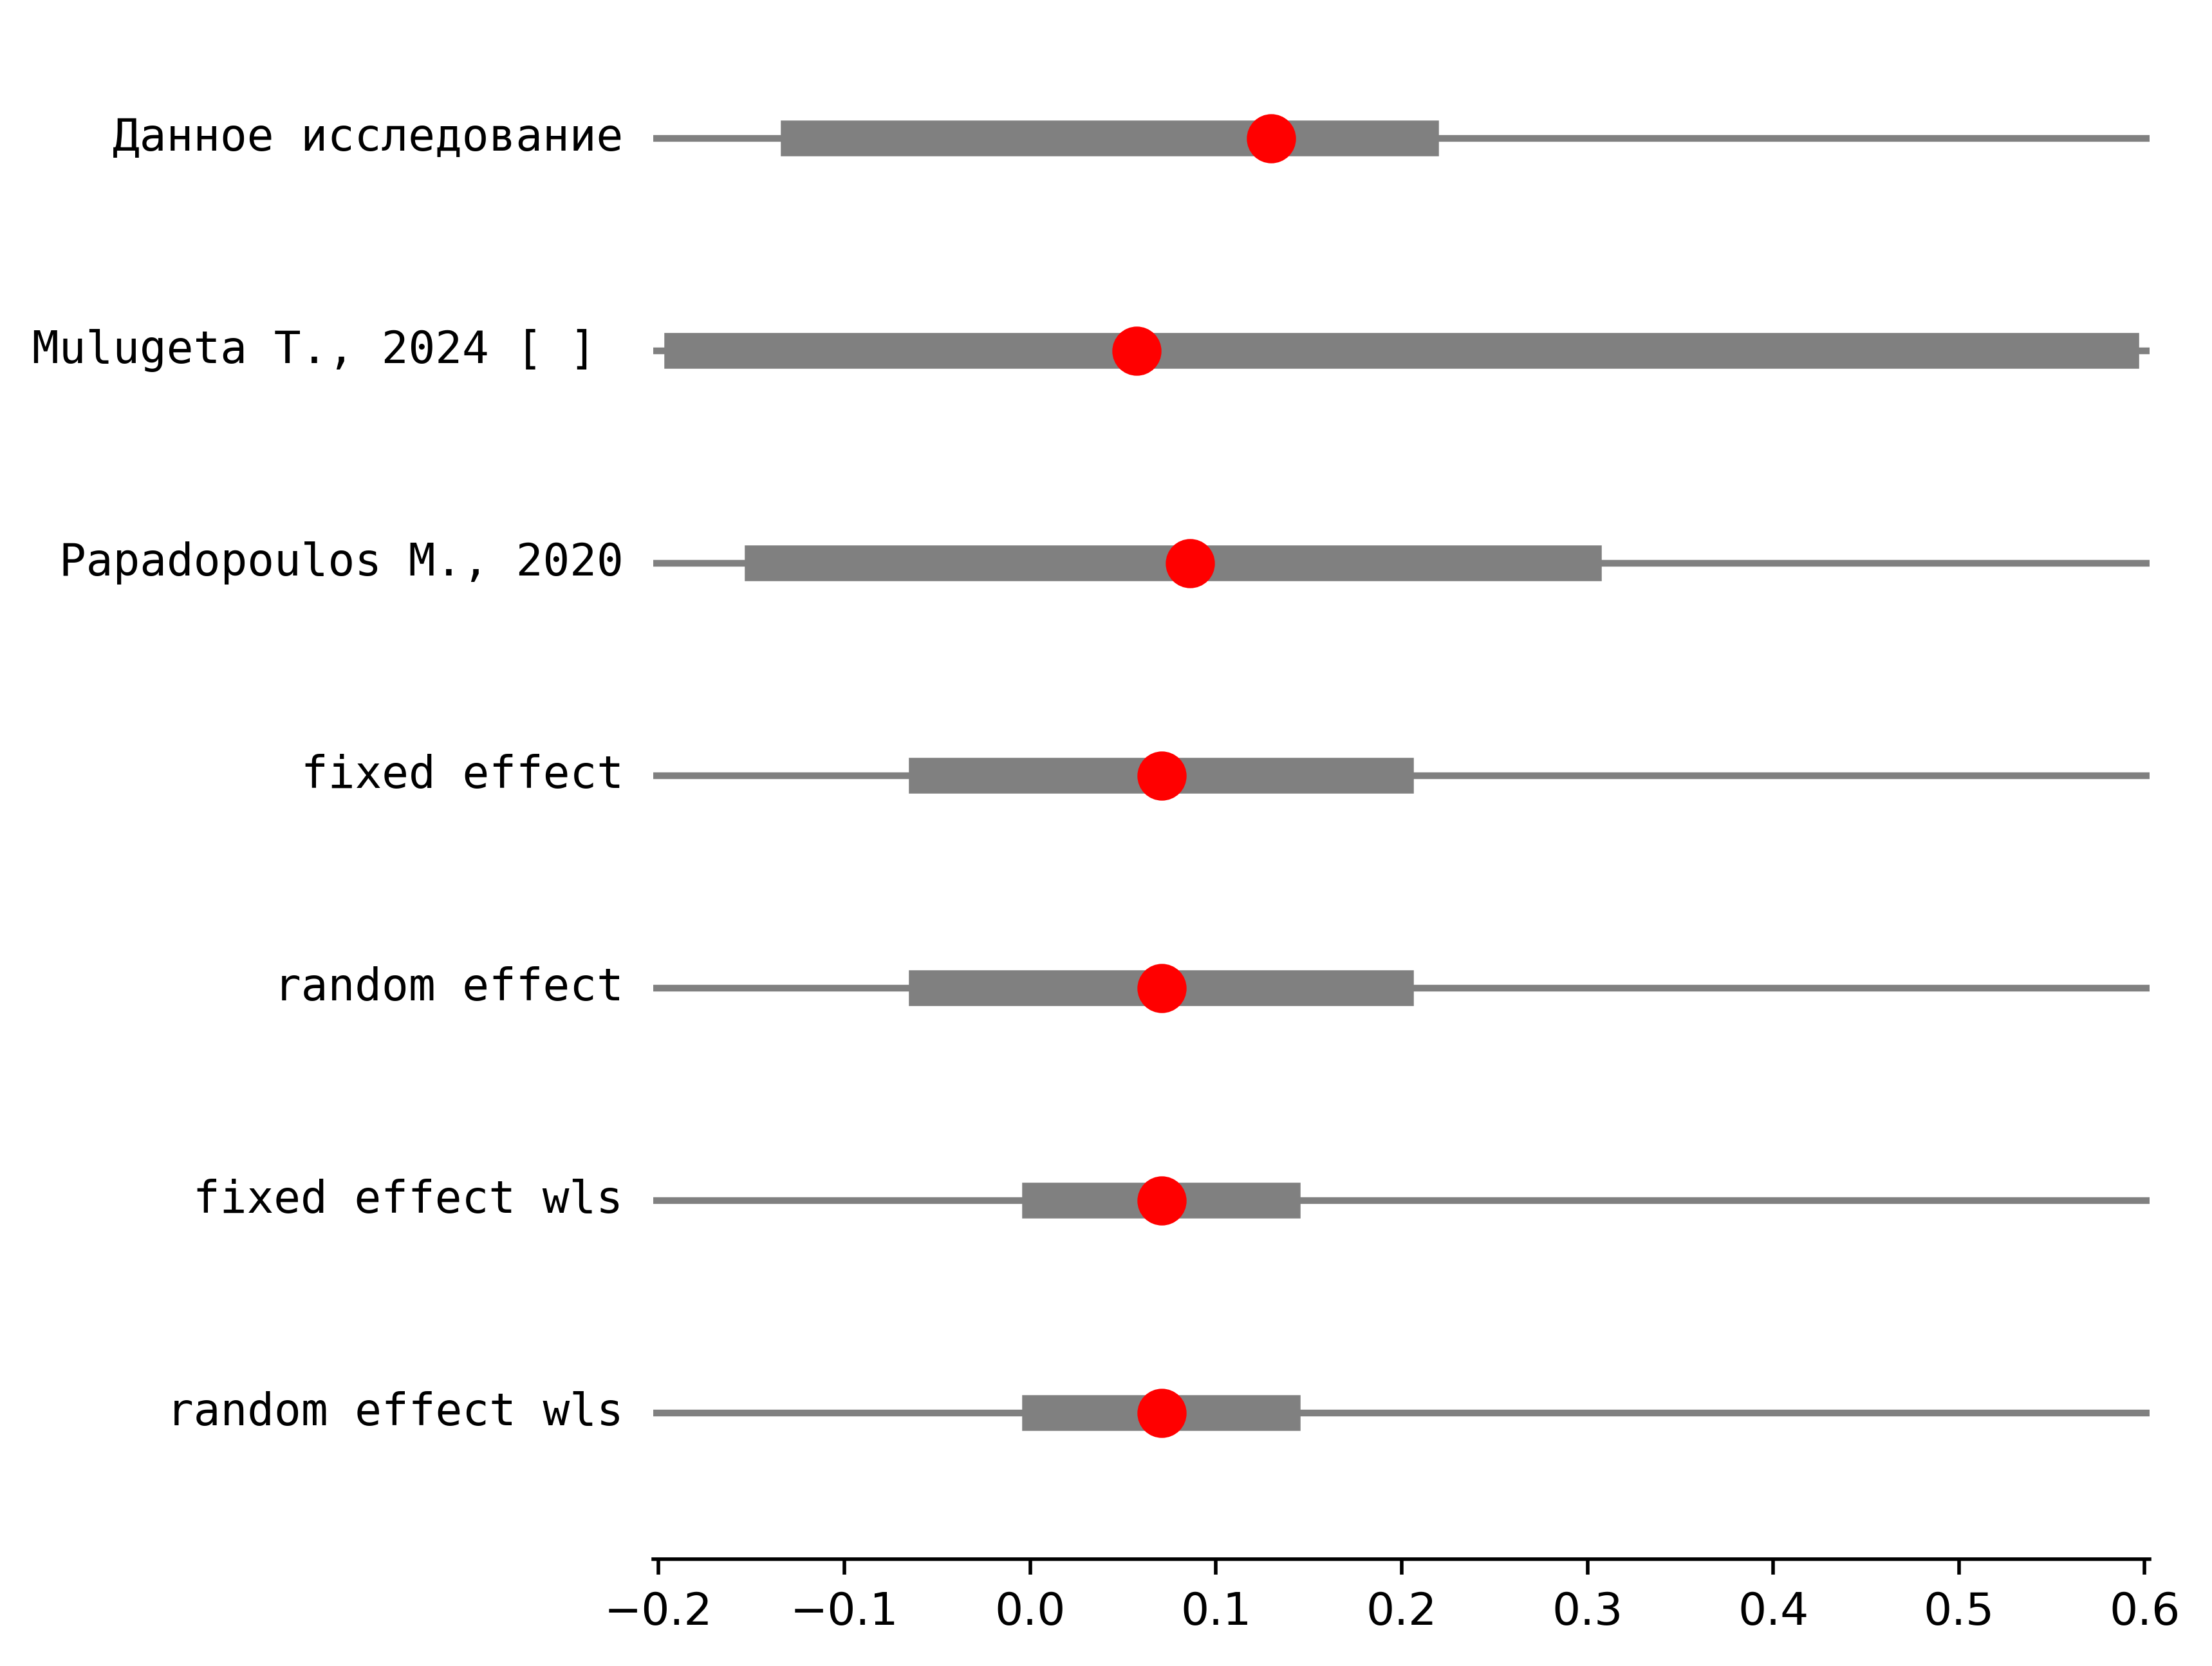 Данное исследование
Mulugeta T., 2024 [ ]
Papadopoulos M., 2020
fixed effect
random effect
fixed effect wls
random effect wls
−0.2 −0.1 0.0 0.1 0.2 0.3 0.4 0.5 0.6